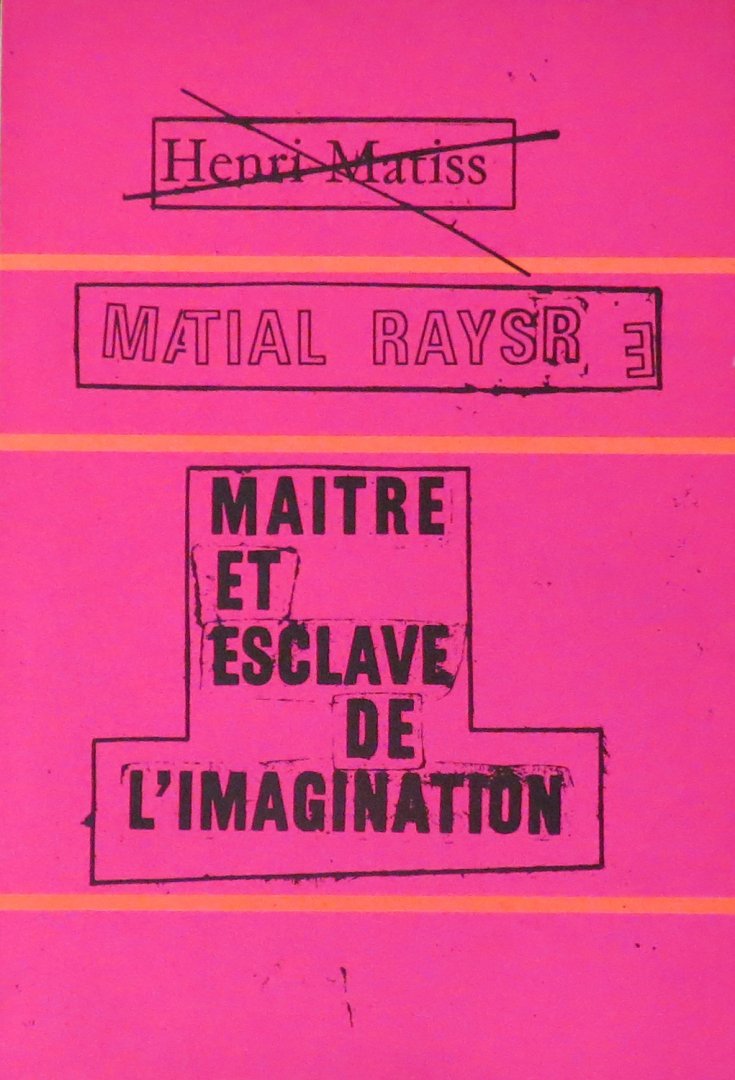 Henri Matiss
MATIAL RAYSR E
MAITRE
ET
ESCLAVE
DE
L'IMAGINATION